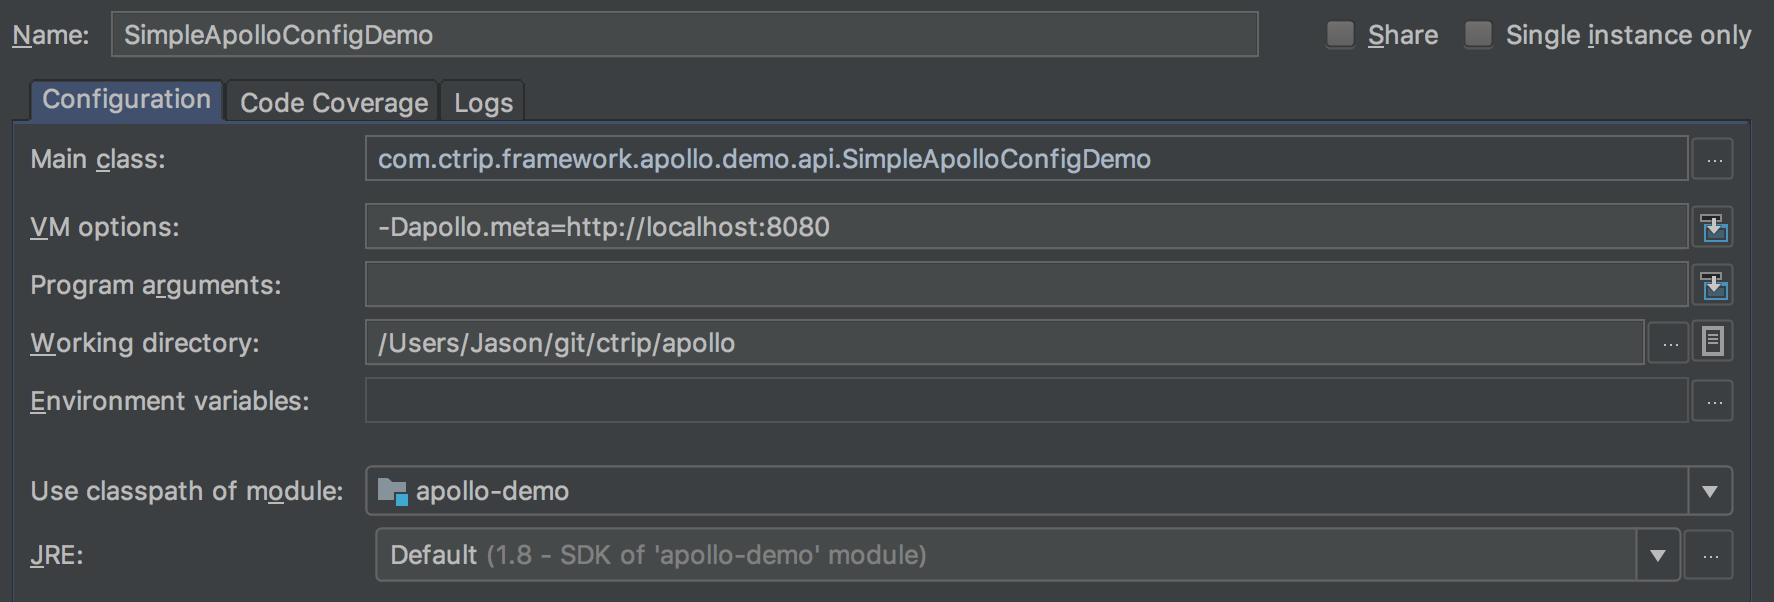 Name: SimpleApolloConfigDemo Share Single instance only
Configuration Code Coverage Logs
Main class: com.ctrip.framework.apollo.demo.api.SimpleApolloConfigDemo ...
VM options: -Dapollo.meta=http://localhost:8080
Program arguments:
Working directory: /Users/Jason/git/ctrip/apollo ...
Environment variables: ...
Use classpath of module: apollo-demo
JRE: Default (1.8 - SDK of 'apollo-demo' module) ...